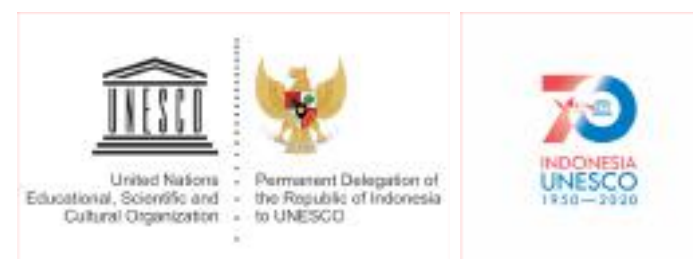 UNESCO
United Nations
Educational, Scientific and
Cultural Organization
Permanent Delegation of
the Republic of Indonesia
to UNESCO
70
INDONESIA
UNESCO
1950—2020